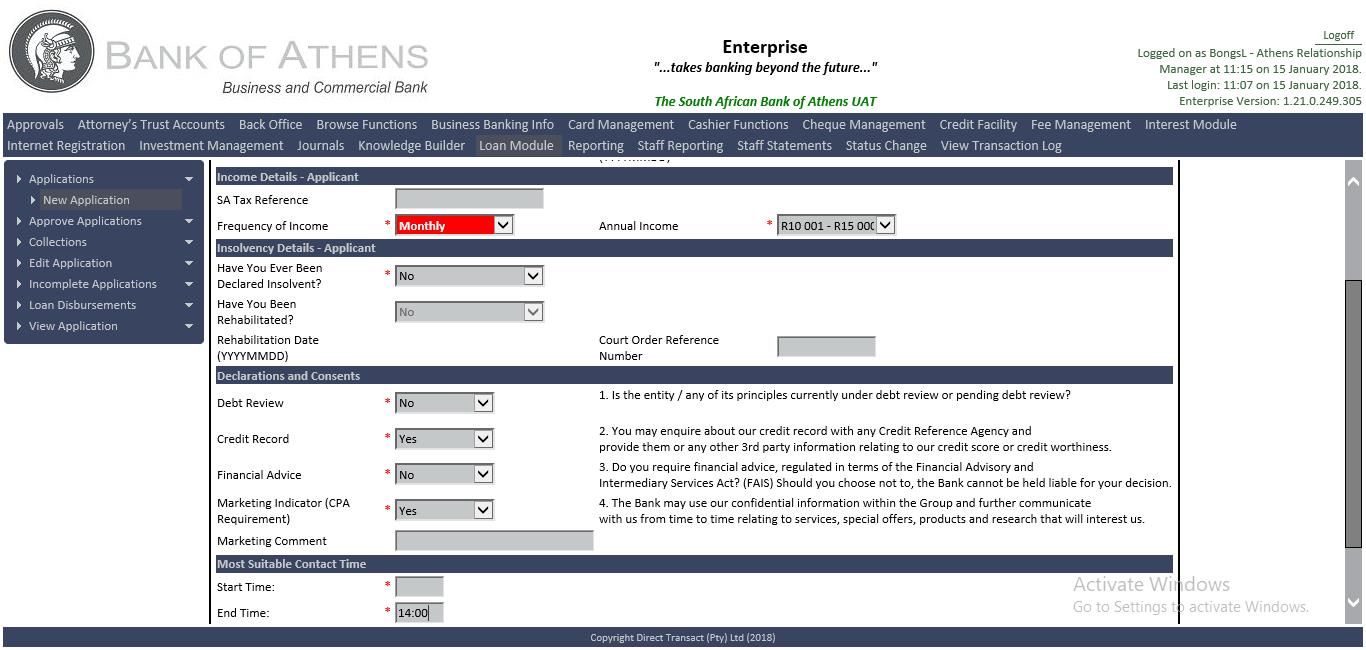 BANK OF ATHENS
Business and Commercial Bank
Enterprise
"...takes banking beyond the future..."
The South African Bank of Athens UAT
Logoff
Logged on as BongsL - Athens Relationship
Manager at 11:15 on 15 January 2018.
Last login: 11:07 on 15 January 2018.
Enterprise Version: 1.21.0.249.305
Approvals Attorney's Trust Accounts Back Office Browse Functions Business Banking Info Card Management Cashier Functions Cheque Management Credit Facility Fee Management Interest Module
Internet Registration Investment Management Journals Knowledge Builder Loan Module Reporting Staff Reporting Staff Statements Status Change View Transaction Log
Applications
New Application
Approve Applications
Collections
Edit Application
Incomplete Applications
Loan Disbursements
View Application
Income Details - Applicant
SA Tax Reference
Frequency of Income * Monthly Annual Income * R10 001 - R15 000
Insolvency Details - Applicant
Have You Ever Been
Declared Insolvent? * No
Have You Been
Rehabilitated? No
Rehabilitation Date
(YYYYMMDD)
Court Order Reference
Number
Declarations and Consents
Debt Review * No
1. Is the entity / any of its principles currently under debt review or pending debt review?
Credit Record * Yes
2. You may enquire about our credit record with any Credit Reference Agency and
provide them or any other 3rd party information relating to our credit score or credit worthiness.
Financial Advice * No
3. Do you require financial advice, regulated in terms of the Financial Advisory and
Intermediary Services Act? (FAIS) Should you choose not to, the Bank cannot be held liable for your decision.
Marketing Indicator (CPA
Requirement) * Yes
4. The Bank may use our confidential information within the Group and further communicate
with us from time to time relating to services, special offers, products and research that will interest us.
Marketing Comment
Most Suitable Contact Time
Start Time: *
End Time: * 14:00
Activate Windows
Go to Settings to activate Windows.
Copyright Direct Transact (Pty) Ltd (2018)